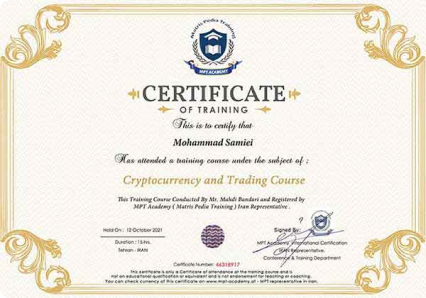 Matris Pedia Training
MPT ACADEMY
CERTIFICATE
OF TRAINING
This is to certify that
Mohammad Samiei
Has attended a training course under the subject of ;
Cryptocurrency and Trading Course
This Training Course Conducted By Mr. Mahdi Bandari and Registered by
MPT Academy ( Matris Pedia Training ) Iran Representative .
Held On : 12 October 2021
Duration : 15 hrs.
Tehran - IRAN
Signed By:
MPT Academy International Certification
IRAN Representative.
Conference & Training Department
Certificate Number: 46318917
This certificate is only a Certificate of attendance at the training course and is
not an educational qualification or equivalent and is not endorsement for teaching or coaching.
You can check currency of this certificate on www.mat-academy.at - MPT representative in Iran.